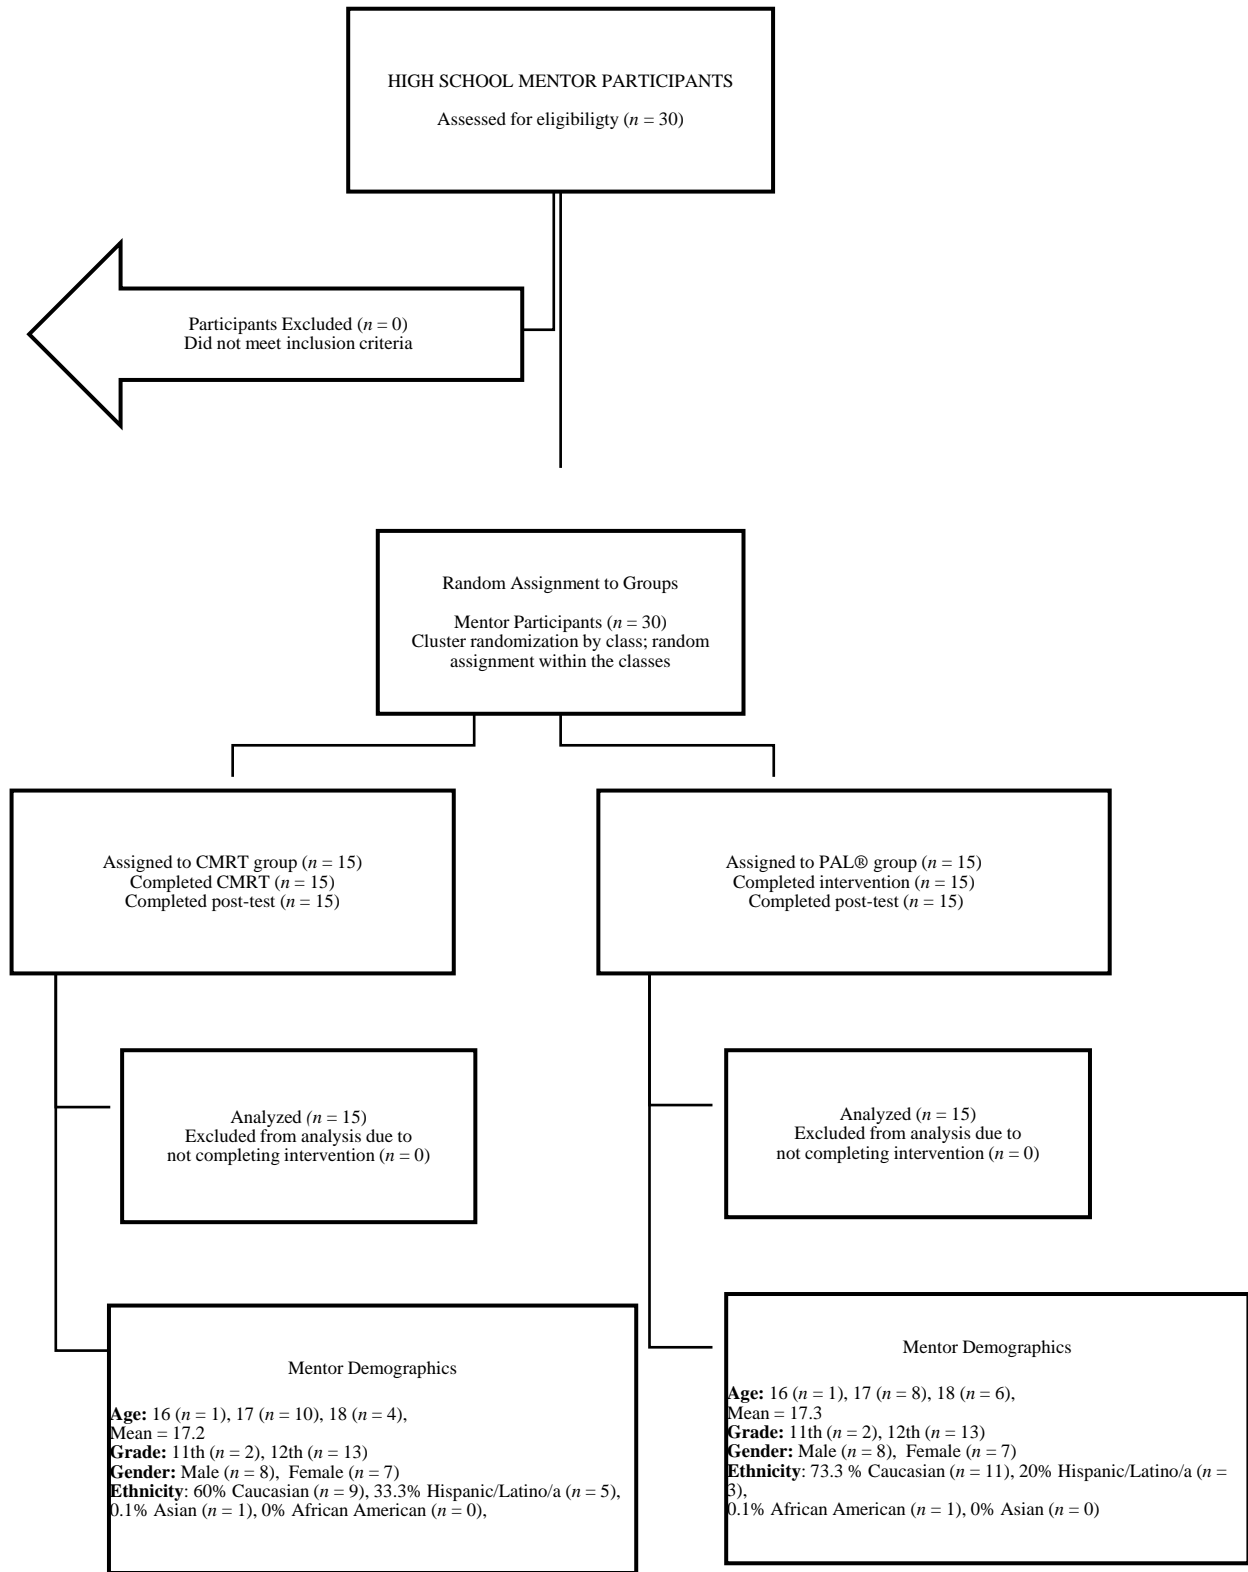 HIGH SCHOOL MENTOR PARTICIPANTS
Assessed for eligibiligty (n = 30)
Participants Excluded (n = 0)
Did not meet inclusion criteria
Random Assignment to Groups
Mentor Participants (n = 30)
Cluster randomization by class; random
assignment within the classes
Assigned to CMRT group (n = 15)
Completed CMRT (n = 15)
Completed post-test (n = 15)
Assigned to PAL® group (n = 15)
Completed intervention (n = 15)
Completed post-test (n = 15)
Analyzed (n = 15)
Excluded from analysis due to
not completing intervention (n = 0)
Analyzed (n = 15)
Excluded from analysis due to
not completing intervention (n = 0)
Mentor Demographics
Age: 16 (n = 1), 17 (n = 10), 18 (n = 4),
Mean = 17.2
Grade: 11th (n = 2), 12th (n = 13)
Gender: Male (n = 8), Female (n = 7)
Ethnicity: 60% Caucasian (n = 9), 33.3% Hispanic/Latino/a (n = 5),
0.1% Asian (n = 1), 0% African American (n = 0),
Mentor Demographics
Age: 16 (n = 1), 17 (n = 8), 18 (n = 6),
Mean = 17.3
Grade: 11th (n = 2), 12th (n = 13)
Gender: Male (n = 8), Female (n = 7)
Ethnicity: 73.3 % Caucasian (n = 11), 20% Hispanic/Latino/a (n =
3),
0.1% African American (n = 1), 0% Asian (n = 0)